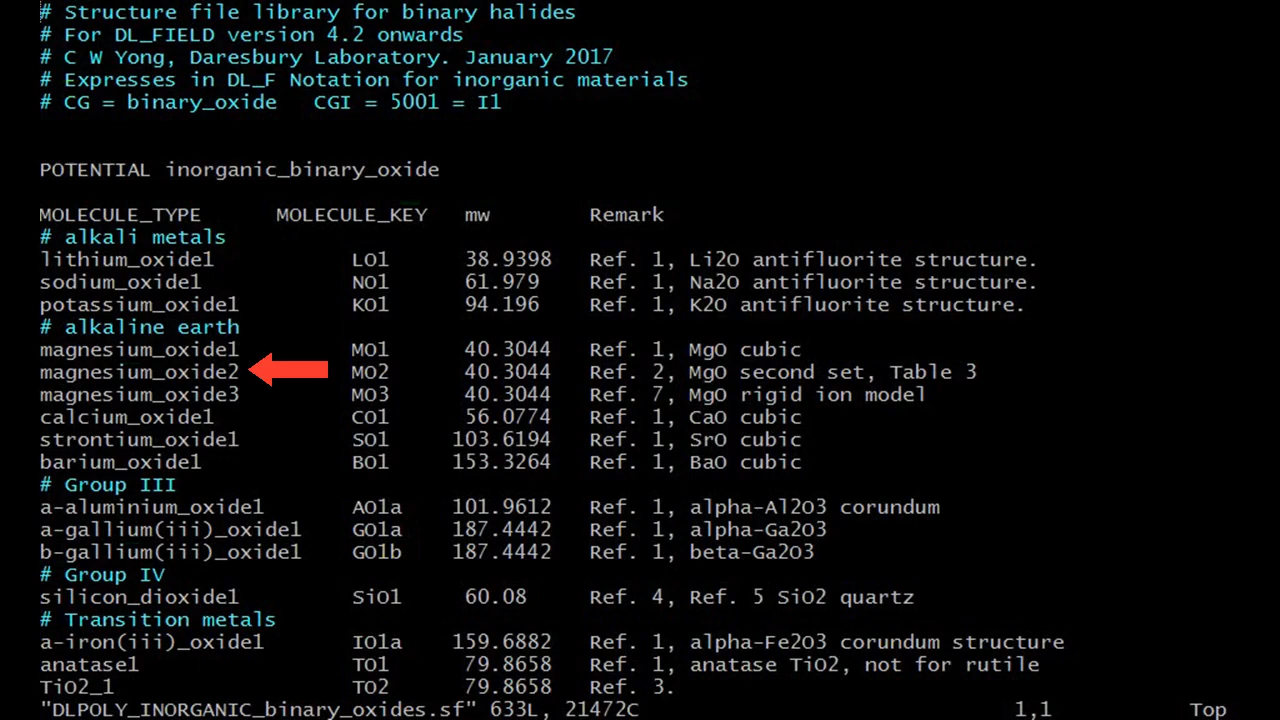 # Structure file library for binary halides
# For DL_FIELD version 4.2 onwards
# C W Yong, Daresbury Laboratory. January 2017
# Expresses in DL_F Notation for inorganic materials
# CG = binary_oxide   CGI = 5001 = I1
POTENTIAL inorganic_binary_oxide
MOLECULE_TYPE      MOLECULE_KEY   mw        Remark
# alkali metals
lithium_oxide1           LO1      38.9398   Ref. 1, Li2O antifluorite structure.
sodium_oxide1            NO1      61.979    Ref. 1, Na2O antifluorite structure.
potassium_oxide1         KO1      94.196    Ref. 1, K2O antifluorite structure.
# alkaline earth
magnesium_oxide1         MO1      40.3044   Ref. 1, MgO cubic
magnesium_oxide2         MO2      40.3044   Ref. 2, MgO second set, Table 3
magnesium_oxide3         MO3      40.3044   Ref. 7, MgO rigid ion model
calcium_oxide1           CO1      56.0774   Ref. 1, CaO cubic
strontium_oxide1         SO1     103.6194   Ref. 1, SrO cubic
barium_oxide1            BO1     153.3264   Ref. 1, BaO cubic
# Group III
a-aluminium_oxide1       AO1a    101.9612   Ref. 1, alpha-Al2O3 corundum
a-gallium(iii)_oxide1    GO1a    187.4442   Ref. 1, alpha-Ga2O3
b-gallium(iii)_oxide1    GO1b    187.4442   Ref. 1, beta-Ga2O3
# Group IV
silicon_dioxide1         SiO1     60.08     Ref. 4, Ref. 5 SiO2 quartz
# Transition metals
a-iron(iii)_oxide1       IO1a    159.6882   Ref. 1, alpha-Fe2O3 corundum structure
anatase1                 TO1      79.8658   Ref. 1, anatase TiO2, not for rutile
TiO2_1                   TO2      79.8658   Ref. 3.
"DLPOLY_INORGANIC_binary_oxides.sf" 633L, 21472C                              1,1           Top